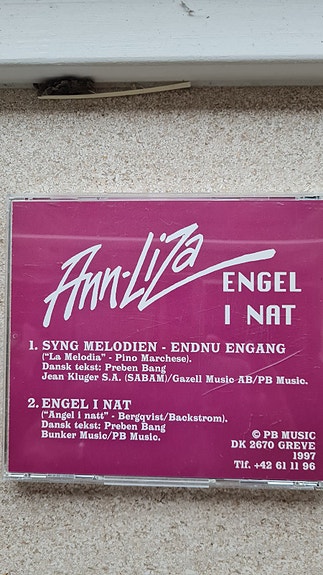 Ann-Liza
ENGEL
I NAT
1. SYNG MELODIEN - ENDNU ENGANG
("La Melodia" - Pino Marchese).
Dansk tekst: Preben Bang
Jean Kluger S.A. (SABAM)/Gazell Music AB/PB Music.
2. ENGEL I NAT
("Angel i natt" - Bergqvist/Backstrom).
Dansk tekst: Preben Bang
Bunker Music/PB Music.
© PB MUSIC
DK 2670 GREVE
1997
Tlf. +42 61 11 96